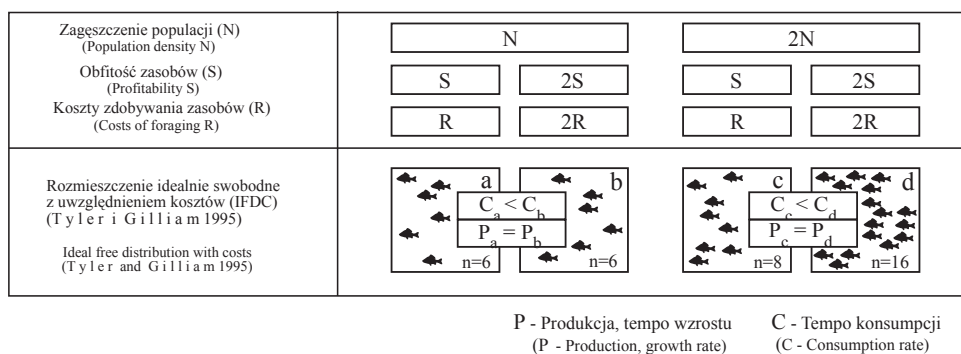 Zagęszczenie populacji (N)
(Population density N)
N
2N
Obfitość zasobów (S)
(Profitability S)
S
2S
S
2S
Koszty zdobywania zasobów (R)
(Costs of foraging R)
R
2R
R
2R
Rozmieszczenie idealnie swobodne
z uwzględnieniem kosztów (IFDC)
(Tyler i Gilliam 1995)
Ideal free distribution with costs
(Tyler and Gilliam 1995)
a
b
C_a < C_b
P_a = P_b
n=6
n=6
c
d
C_c < C_d
P_c = P_d
n=8
n=16
P - Produkcja, tempo wzrostu
(P - Production, growth rate)
C - Tempo konsumpcji
(C - Consumption rate)